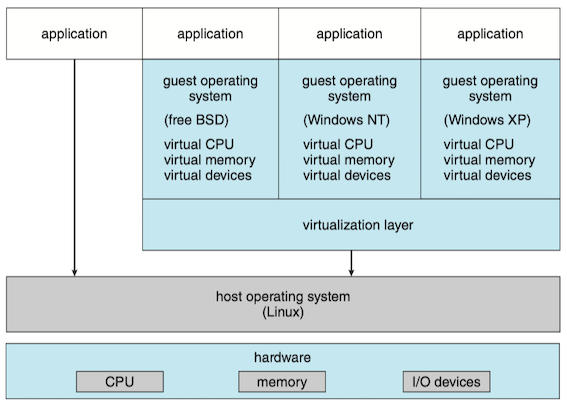 application
application
application
application
guest operating
system
(free BSD)
virtual CPU
virtual memory
virtual devices
guest operating
system
(Windows NT)
virtual CPU
virtual memory
virtual devices
guest operating
system
(Windows XP)
virtual CPU
virtual memory
virtual devices
virtualization layer
host operating system
(Linux)
hardware
CPU
memory
I/O devices